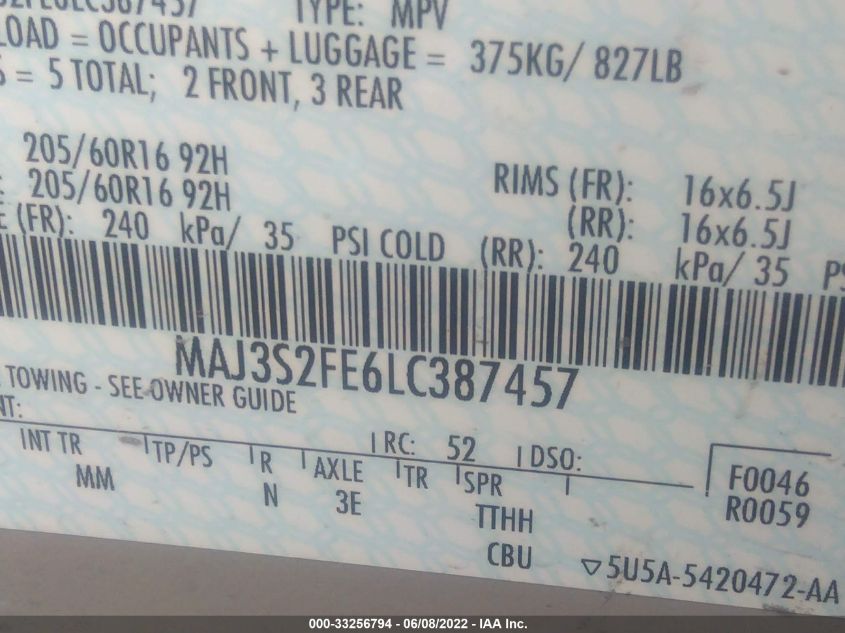 TYPE: MPV
LOAD = OCCUPANTS + LUGGAGE = 375KG/ 827LB
= 5 TOTAL; 2 FRONT, 3 REAR
205/60R16 92H
205/60R16 92H
RIMS (FR): 16x6.5J
(RR): 16x6.5J
(FR): 240 kPa/ 35 PSI COLD (RR): 240 kPa/ 35
MAJ3S2FE6LC387457
TOWING - SEE OWNER GUIDE
RC: 52 DSO:
INT TR TP/PS R AXLE TR SPR
MM N 3E TTHH
CBU
F0046
R0059
5U5A-5420472-AA
000-33256794 - 06/08/2022 - IAA Inc.